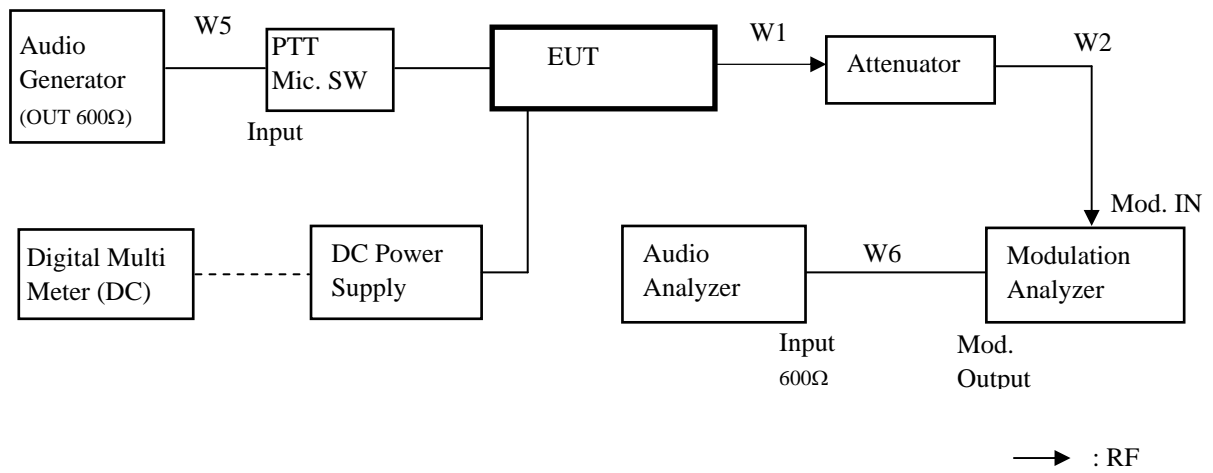 Audio
Generator
(OUT 600Ω)
W5
PTT
Mic. SW
Input
EUT
W1
Attenuator
W2
Mod. IN
Digital Multi
Meter (DC)
DC Power
Supply
Audio
Analyzer
W6
Modulation
Analyzer
Input
600Ω
Mod.
Output
: RF